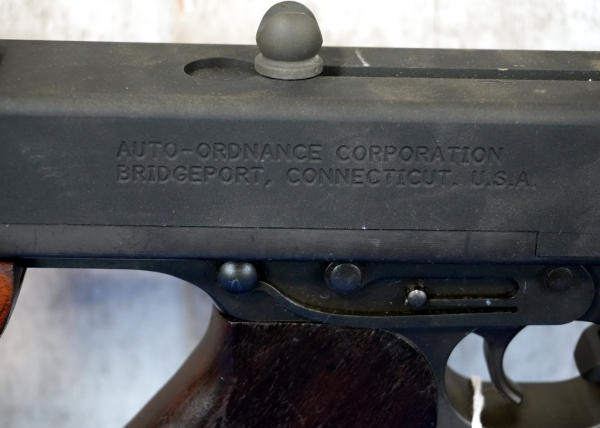 AUTO-ORDNANCE CORPORATION
BRIDGEPORT, CONNECTICUT. U.S.A.